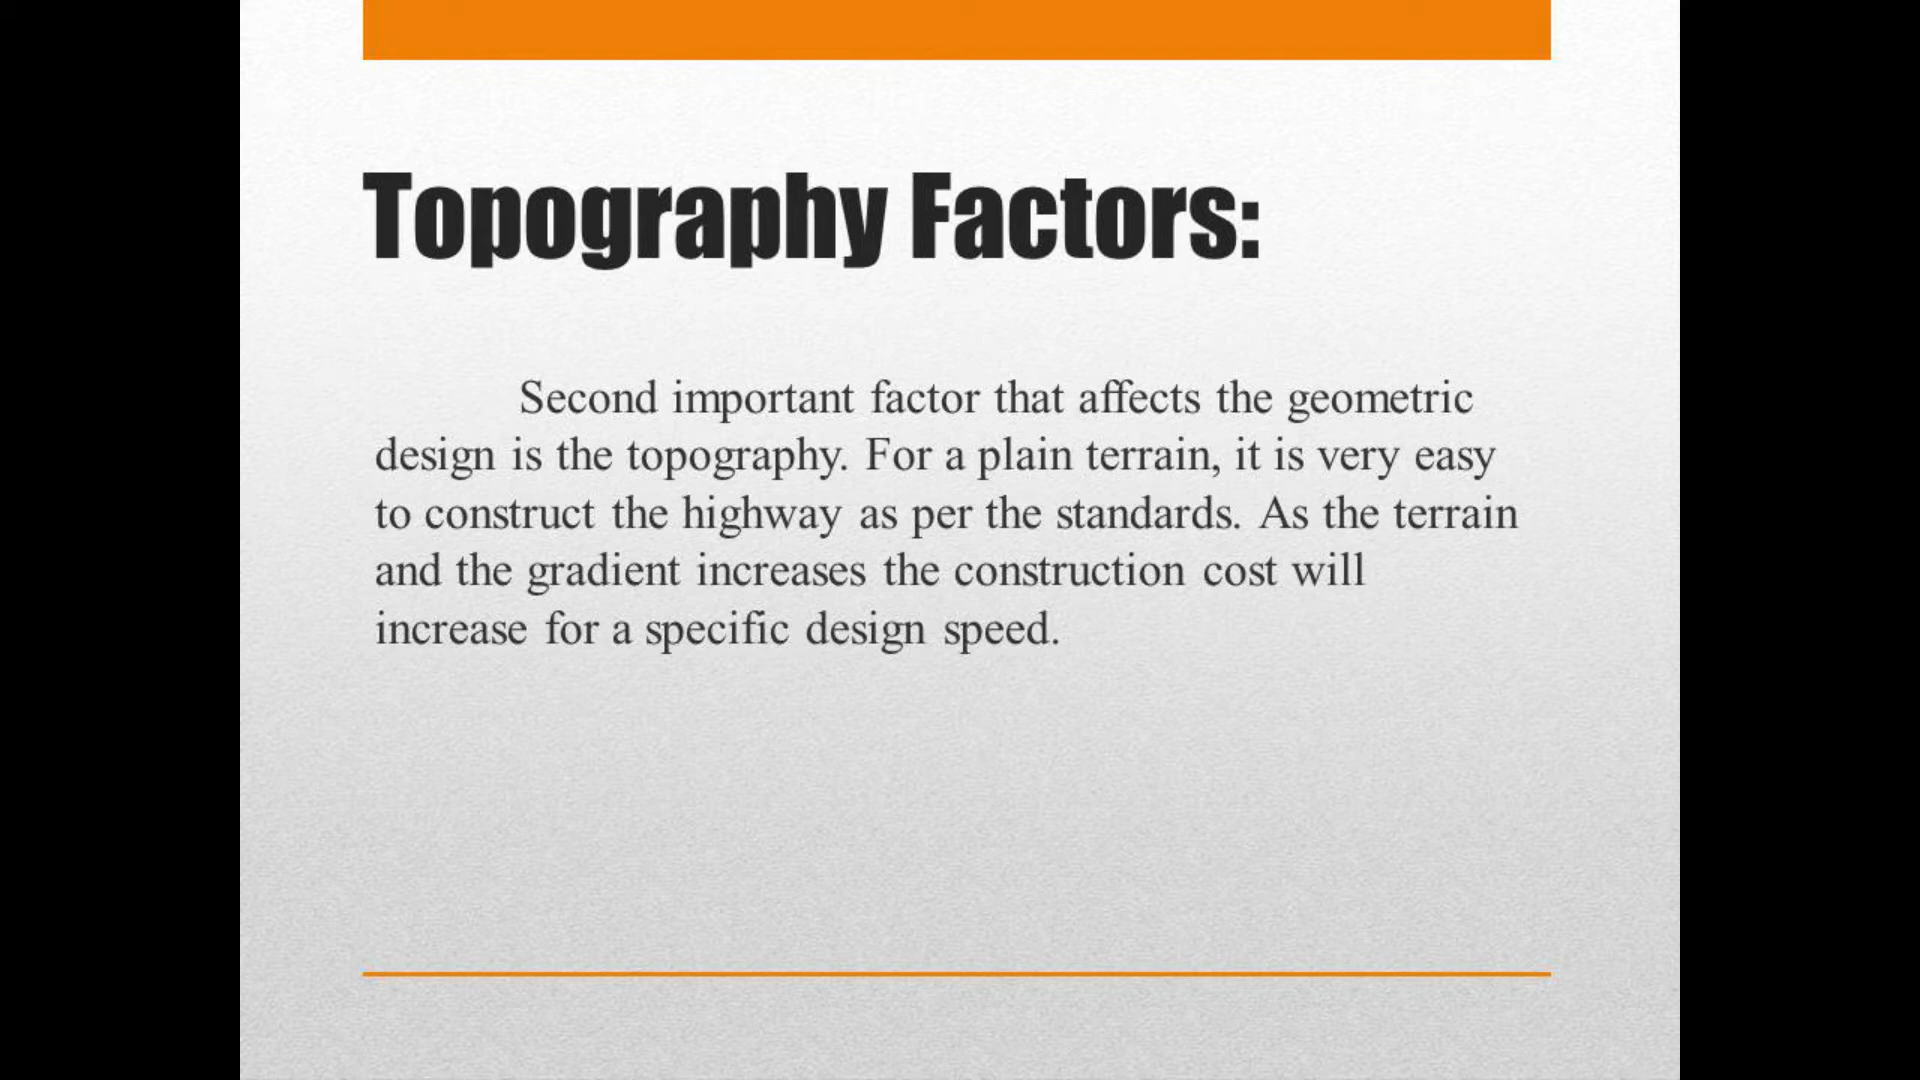 Topography Factors:
Second important factor that affects the geometric
design is the topography. For a plain terrain, it is very easy
to construct the highway as per the standards. As the terrain
and the gradient increases the construction cost will
increase for a specific design speed.